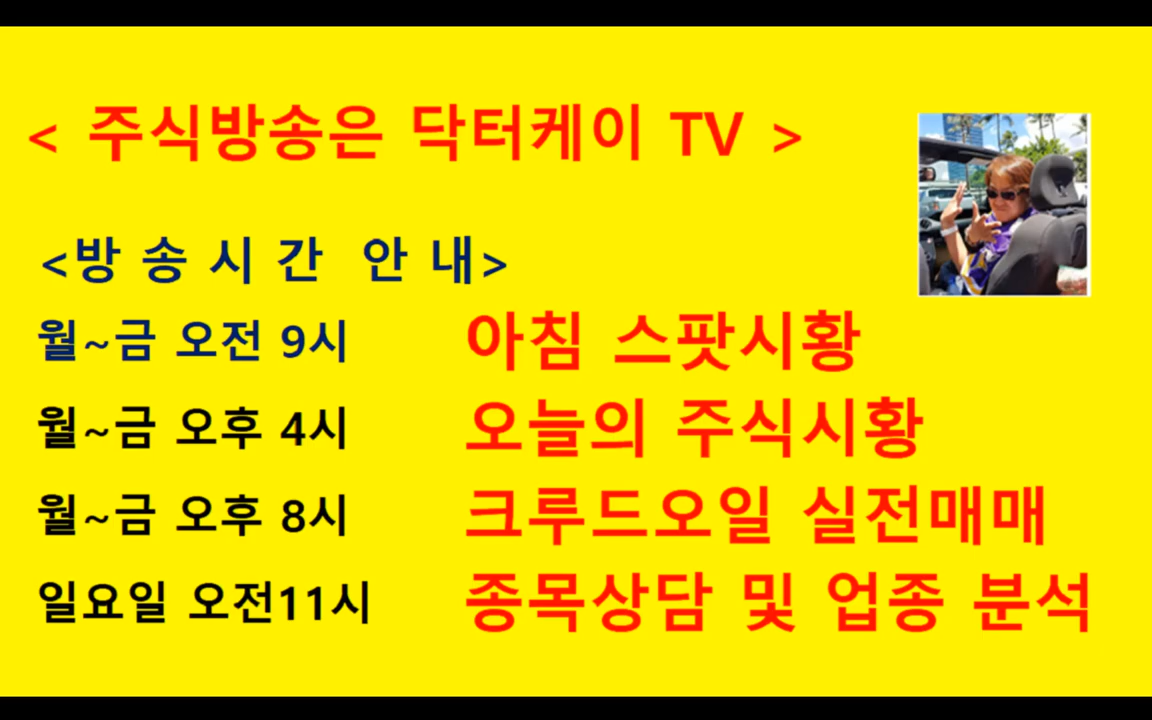 < 주식방송은 닥터케이 TV >
<방 송 시 간 안 내>
월~금 오전 9시 아침 스팟시황
월~금 오후 4시 오늘의 주식시황
월~금 오후 8시 크루드오일 실전매매
일요일 오전11시 종목상담 및 업종 분석